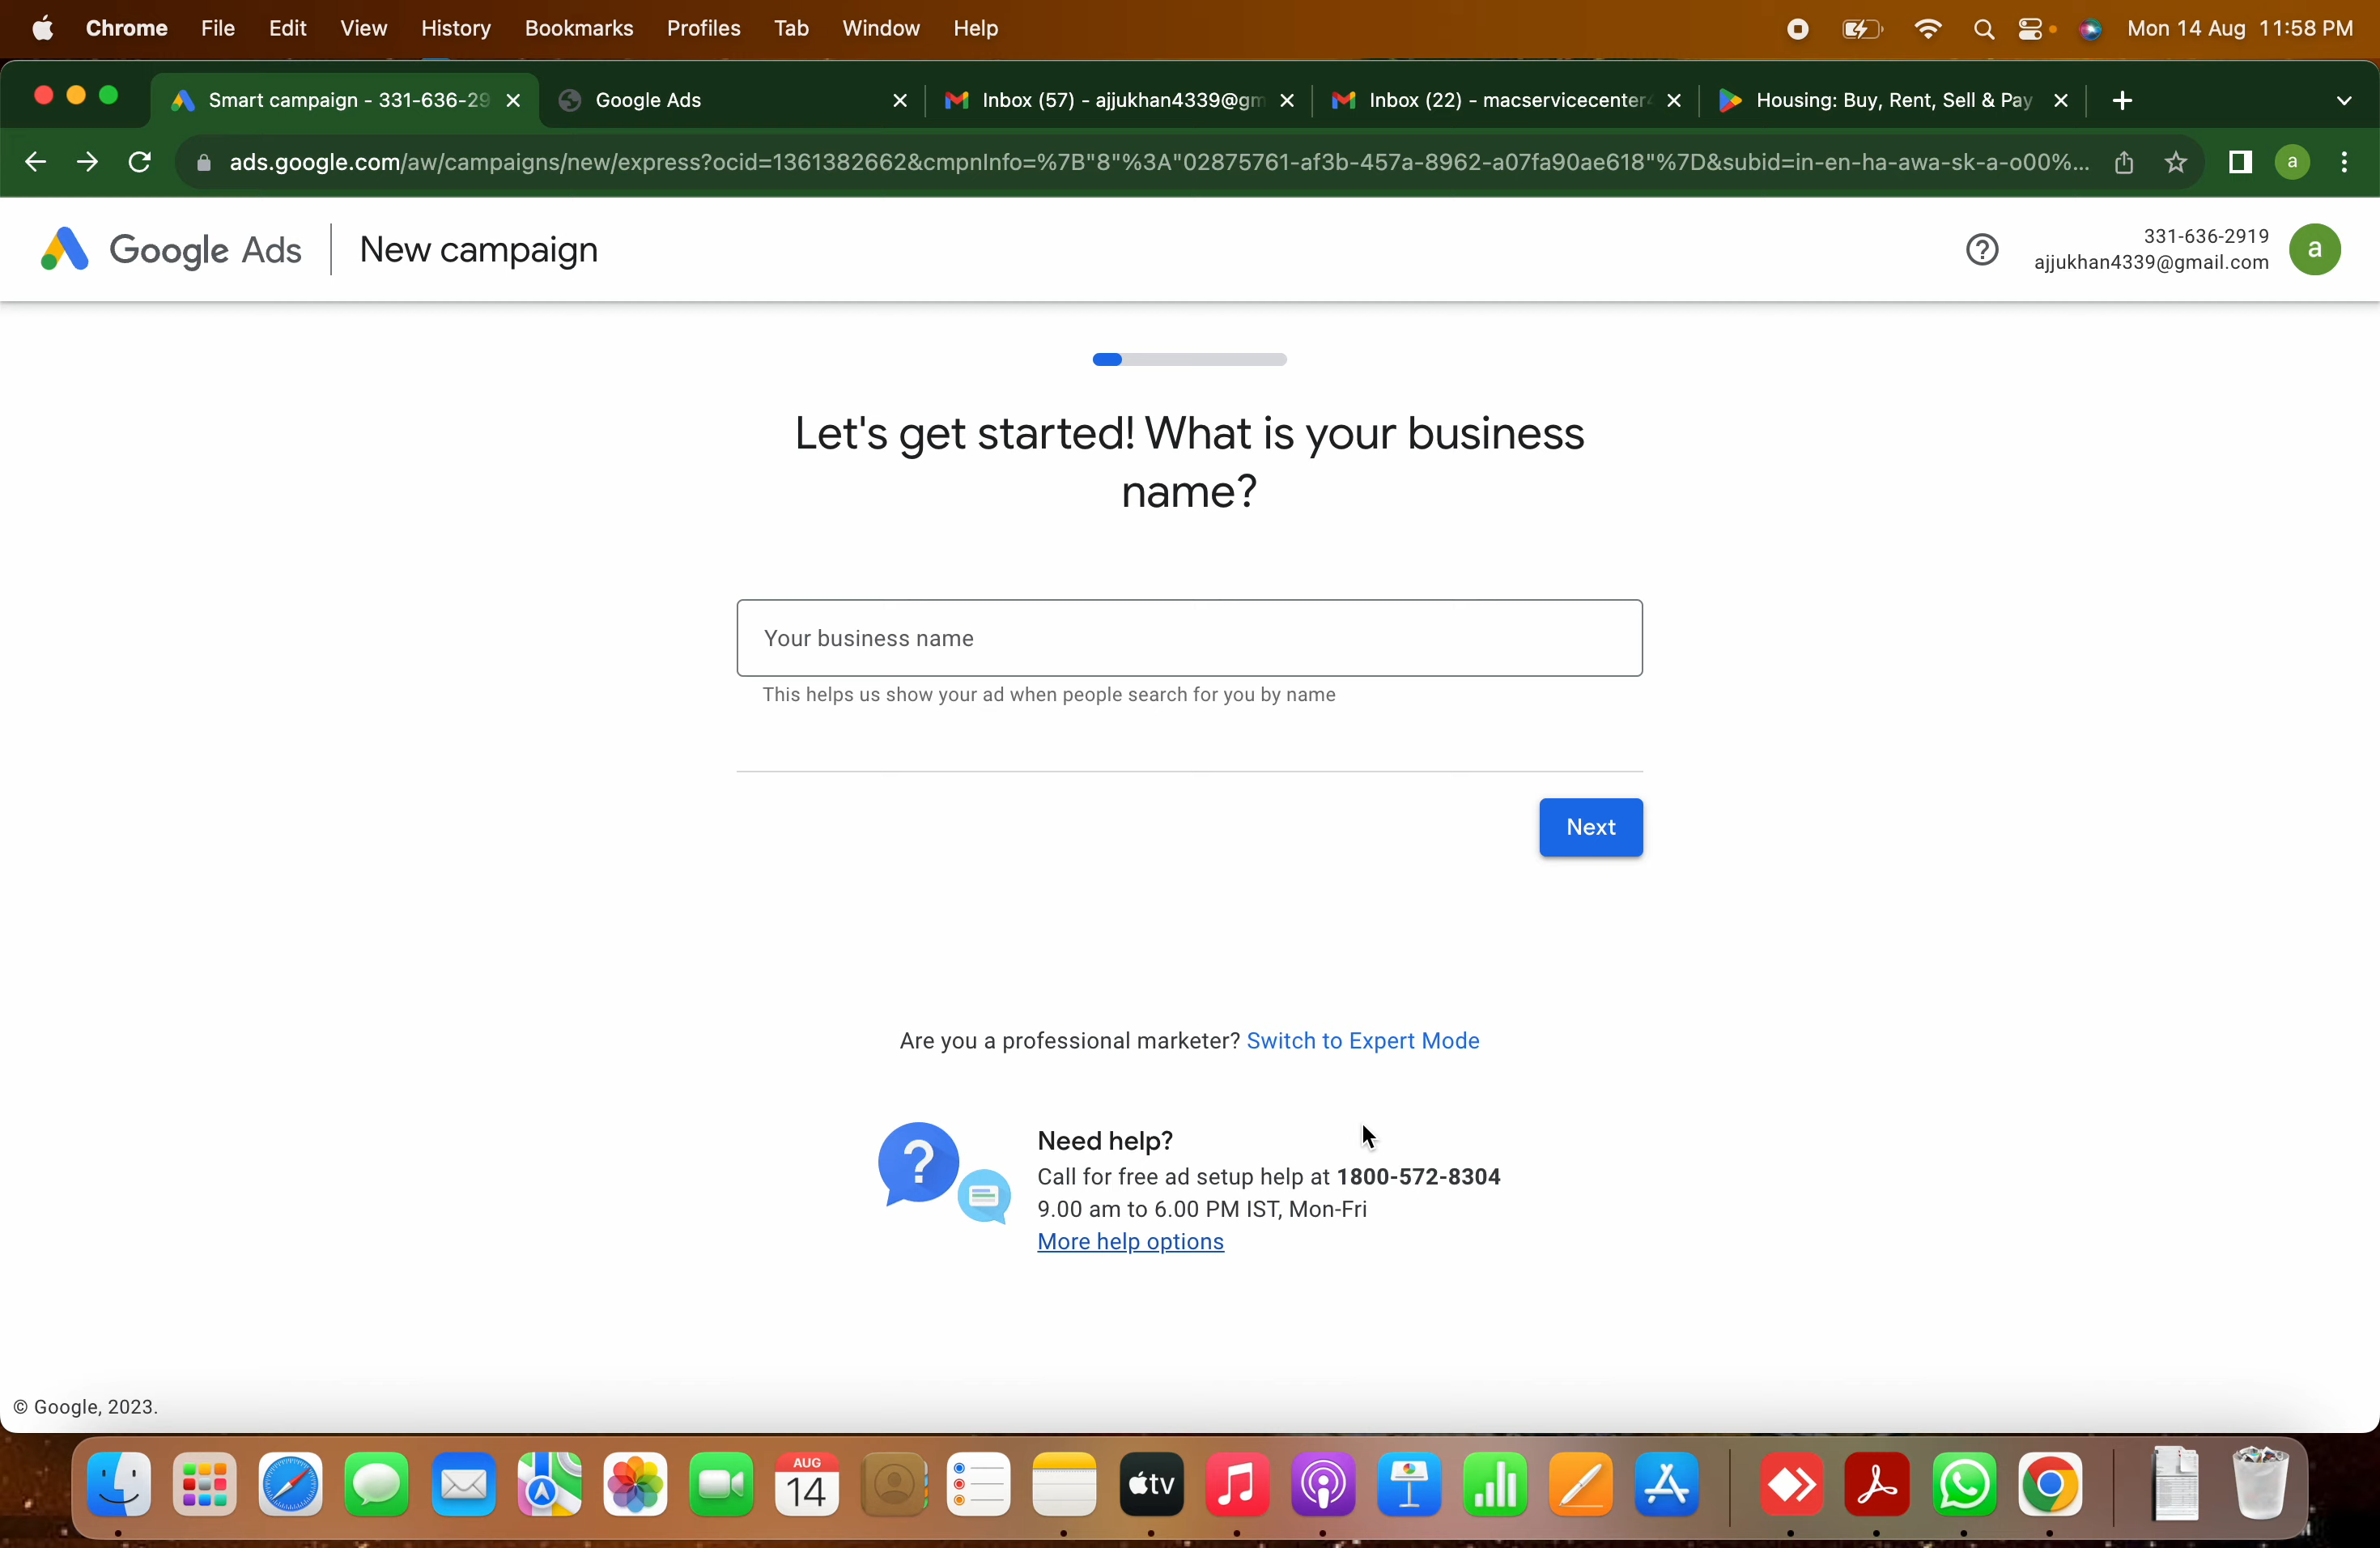 Chrome File Edit View History Bookmarks Profiles Tab Window Help Mon 14 Aug 11:58 PM
Smart campaign - 331-636-29 Google Ads Inbox (57) - ajjukhan4339@gm Inbox (22) - macservicecenter Housing: Buy, Rent, Sell & Pay
ads.google.com/aw/campaigns/new/express?ocid=1361382662&cmpnInfo=%7B"8"%3A"02875761-af3b-457a-8962-a07fa90ae618"%7D&subid=in-en-ha-awa-sk-a-o00%... a
Google Ads New campaign
331-636-2919
ajjukhan4339@gmail.com
a
Let's get started! What is your business
name?
Your business name
This helps us show your ad when people search for you by name
Next
Are you a professional marketer? Switch to Expert Mode
Need help?
Call for free ad setup help at 1800-572-8304
9.00 am to 6.00 PM IST, Mon-Fri
More help options
© Google, 2023.
AUG
14
tv